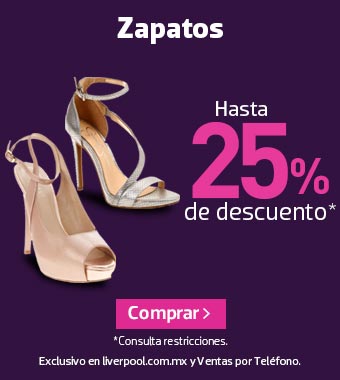 Zapatos
Hasta
25%
de descuento*
Comprar >
*Consulta restricciones.
Exclusivo en liverpool.com.mx y Ventas por Teléfono.